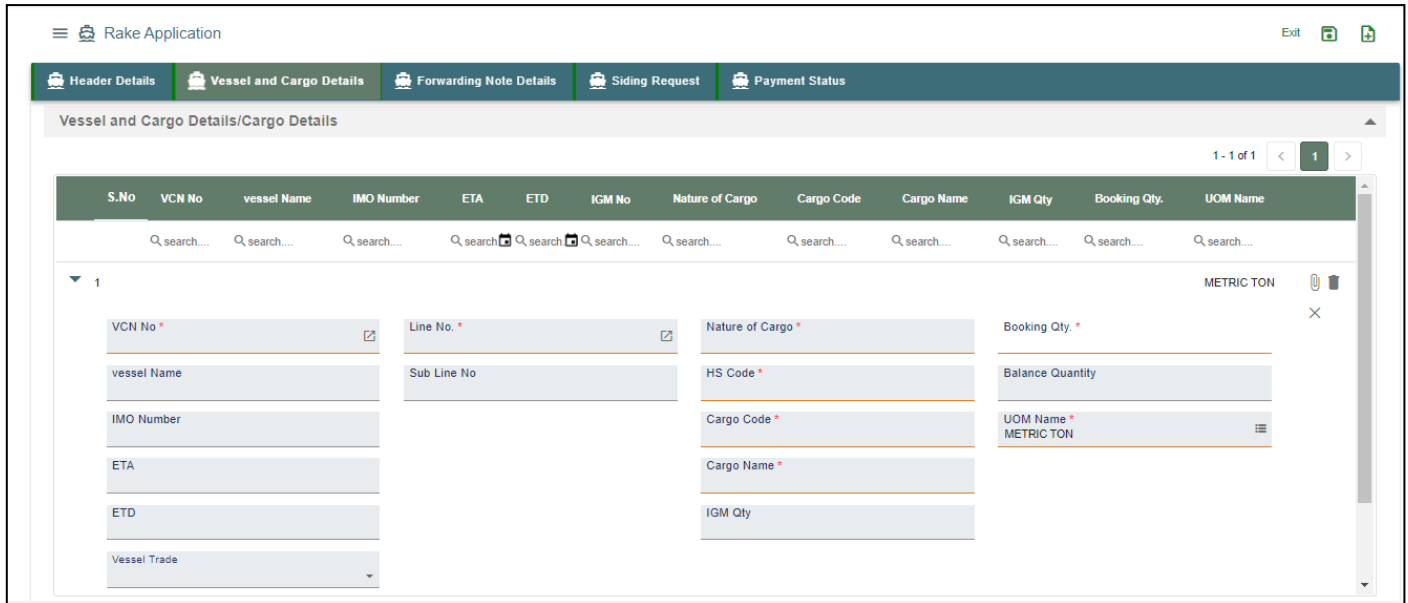 Rake Application
Exit
Header Details Vessel and Cargo Details Forwarding Note Details Siding Request Payment Status
Vessel and Cargo Details/Cargo Details
1 - 1 of 1 < 1 >
S.No VCN No vessel Name IMO Number ETA ETD IGM No Nature of Cargo Cargo Code Cargo Name IGM Qty Booking Qty. UOM Name
search.... search.... search.... search. search. search.... search.... search.... search.... search.... search.... search....
1 METRIC TON
VCN No * Line No. * Nature of Cargo * Booking Qty. *
vessel Name Sub Line No HS Code * Balance Quantity
IMO Number Cargo Code * UOM Name *
METRIC TON
ETA Cargo Name *
ETD IGM Qty
Vessel Trade